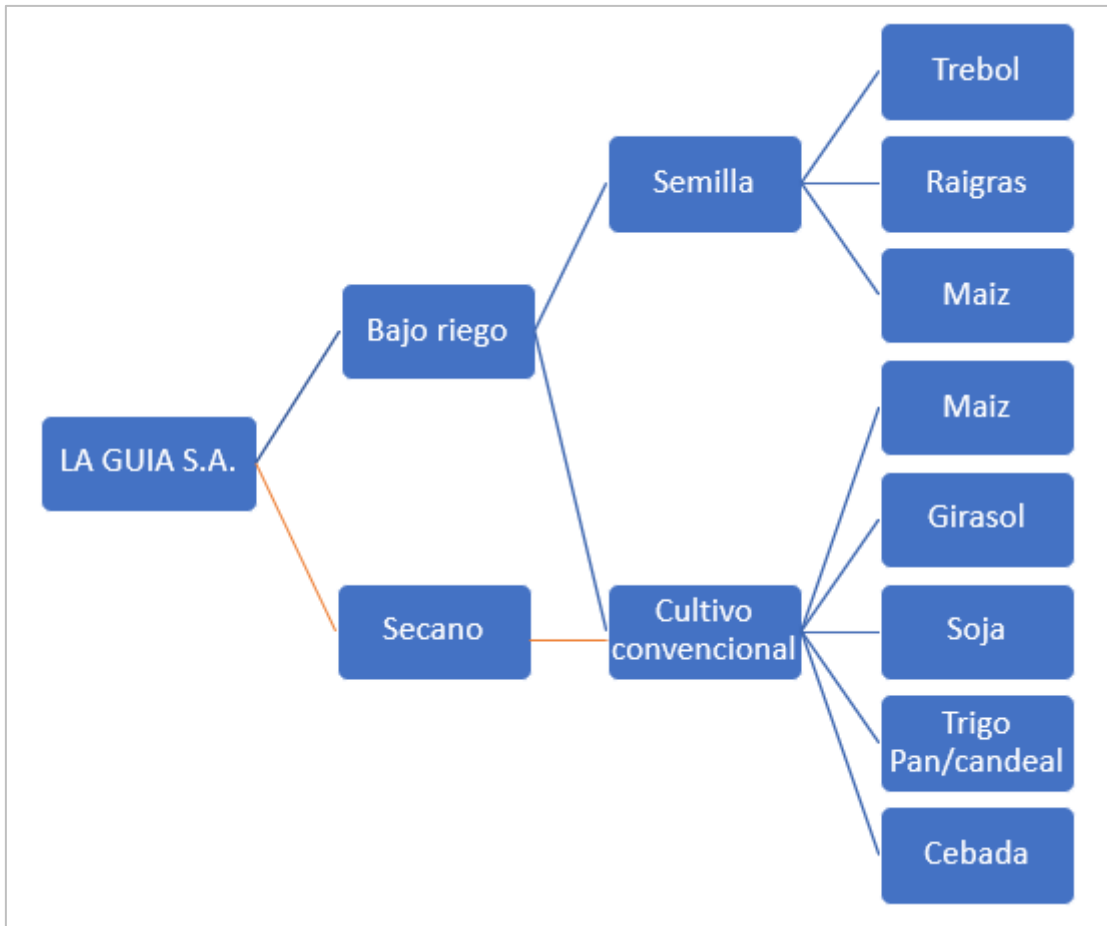 Trebol
Semilla
Raigras
Maiz
Bajo riego
Maiz
LA GUIA S.A.
Girasol
Secano
Cultivo
convencional
Soja
Trigo
Pan/candeal
Cebada